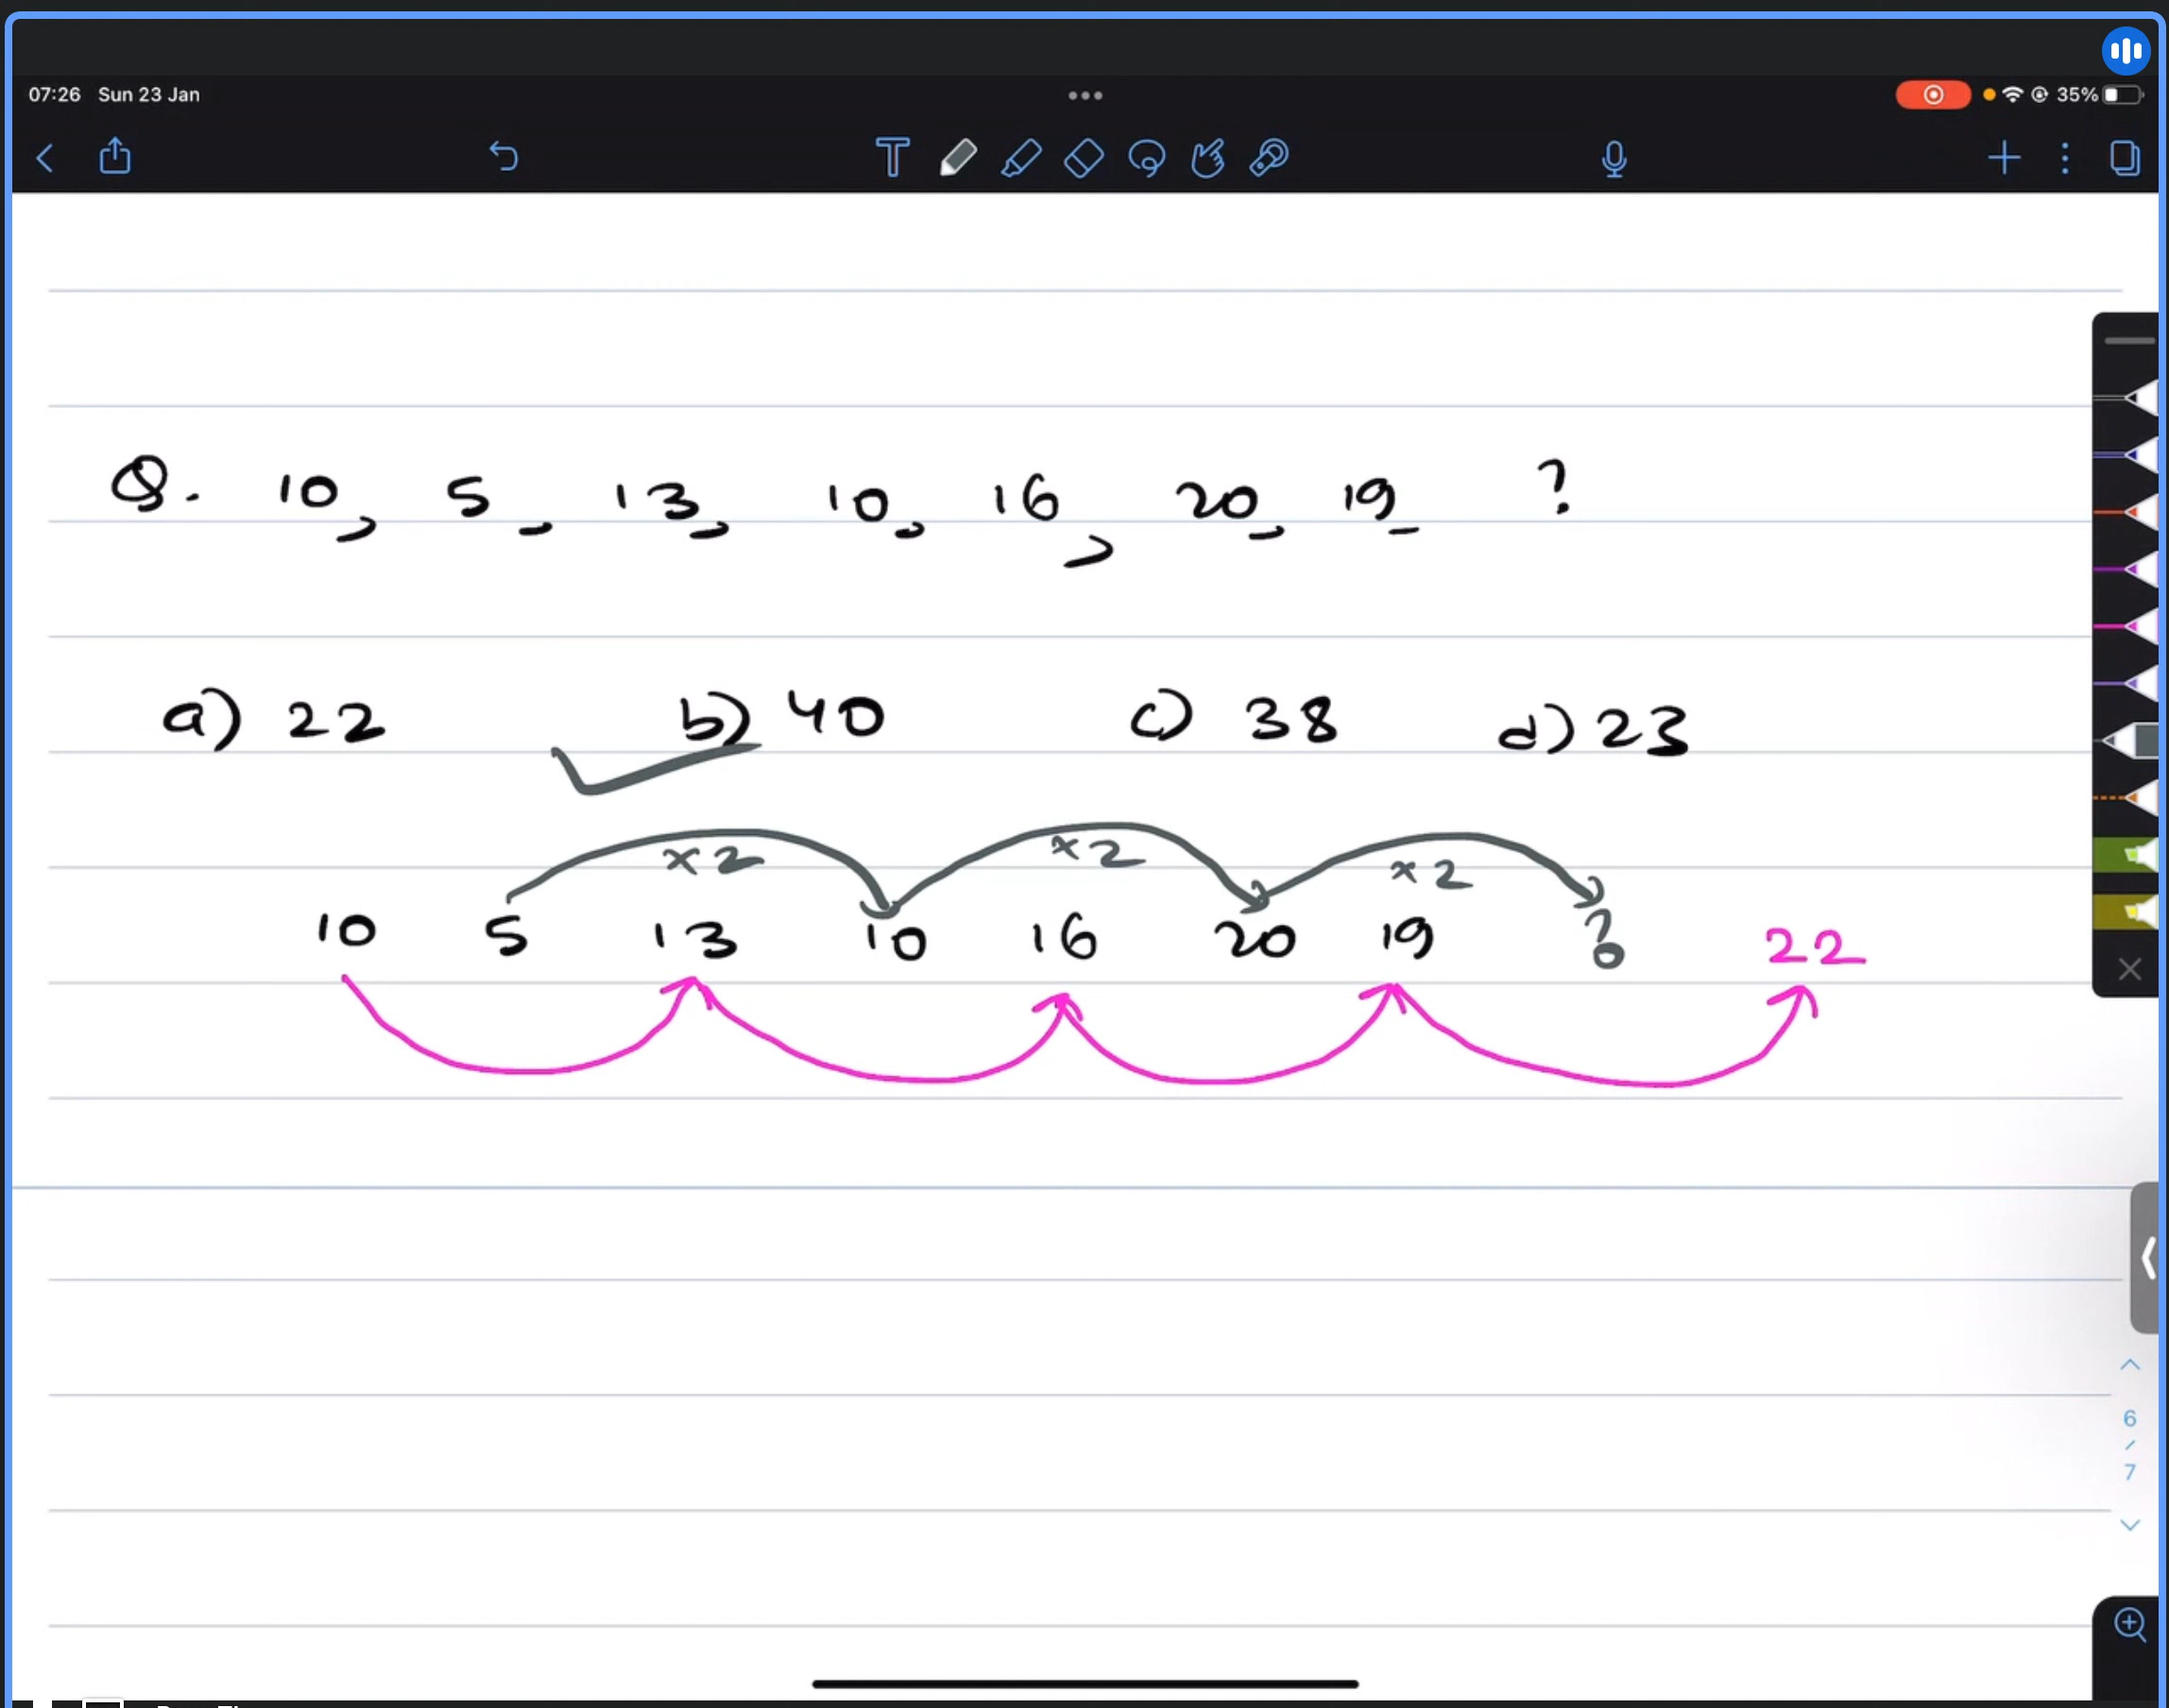 07:26 Sun 23 Jan
35%
T
Q. 10, 5, 13, 10, 16, 20, 19, ?
a) 22 b) 40 c) 38 d) 23
×2 ×2 ×2
10 5 13 10 16 20 19 ? 22
6
/
7